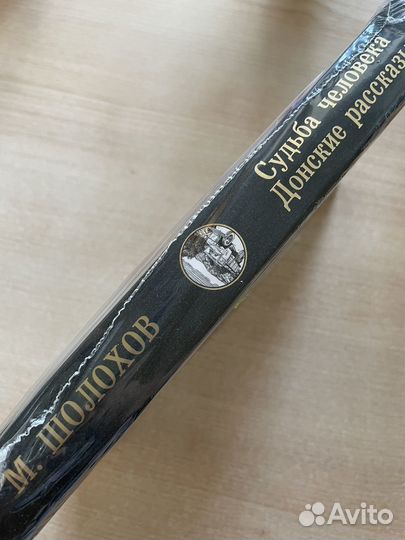 М. ШОЛОХОВ
Судьба человека
Донские рассказы
Avito